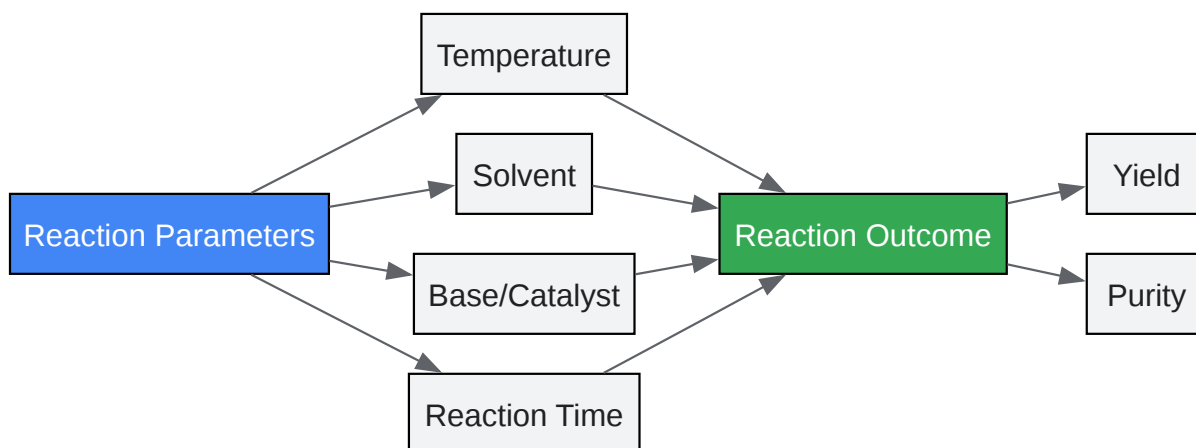 Temperature
Solvent
Yield
Reaction Parameters
Reaction Outcome
Base/Catalyst
Purity
Reaction Time